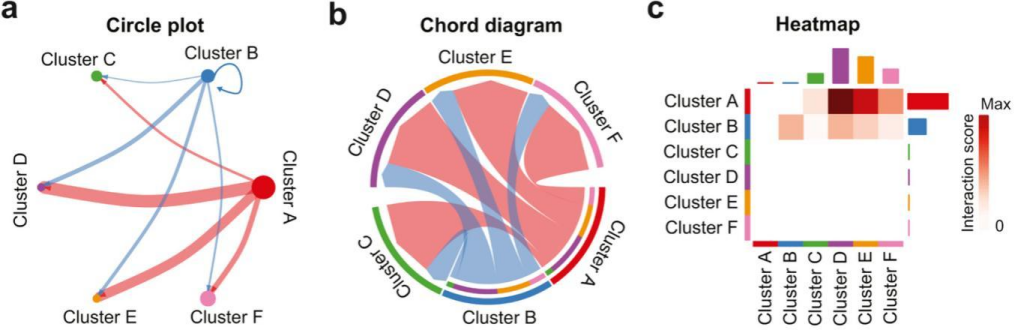 a
Circle plot
Cluster B
Cluster C
Cluster D
Cluster A
Cluster E
Cluster F
b
Chord diagram
Cluster E
Cluster D
Cluster F
Cluster C
Cluster A
Cluster B
c
Heatmap
Cluster A
Cluster B
Cluster C
Cluster D
Cluster E
Cluster F
Cluster A
Cluster B
Cluster C
Cluster D
Cluster E
Cluster F
Max
Interaction score
0